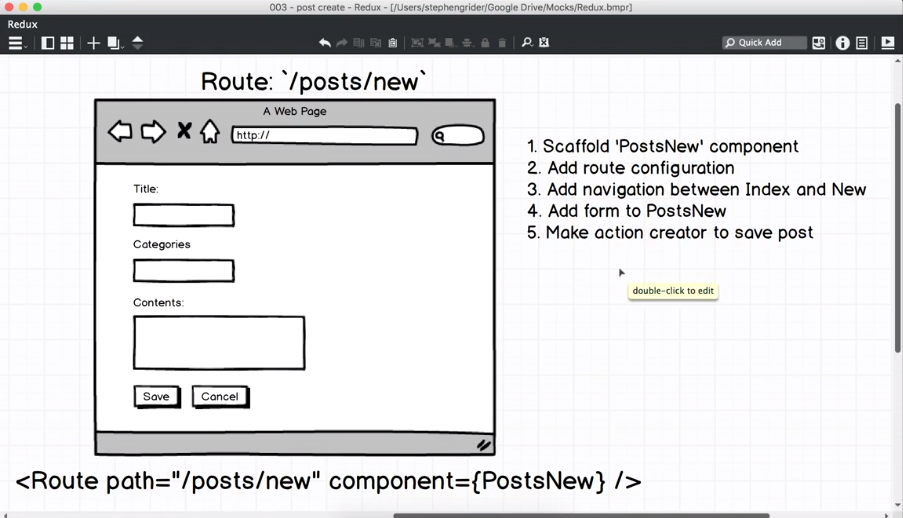 003 - post create - Redux - [/Users/stephengrider/Google Drive/Mocks/Redux.bmpr]
Redux
Quick Add
Route: `/posts/new`
A Web Page
http://
Title:
Categories
Contents:
Save
Cancel
1. Scaffold 'PostsNew' component
2. Add route configuration
3. Add navigation between Index and New
4. Add form to PostsNew
5. Make action creator to save post
double-click to edit
<Route path="/posts/new" component={PostsNew} />